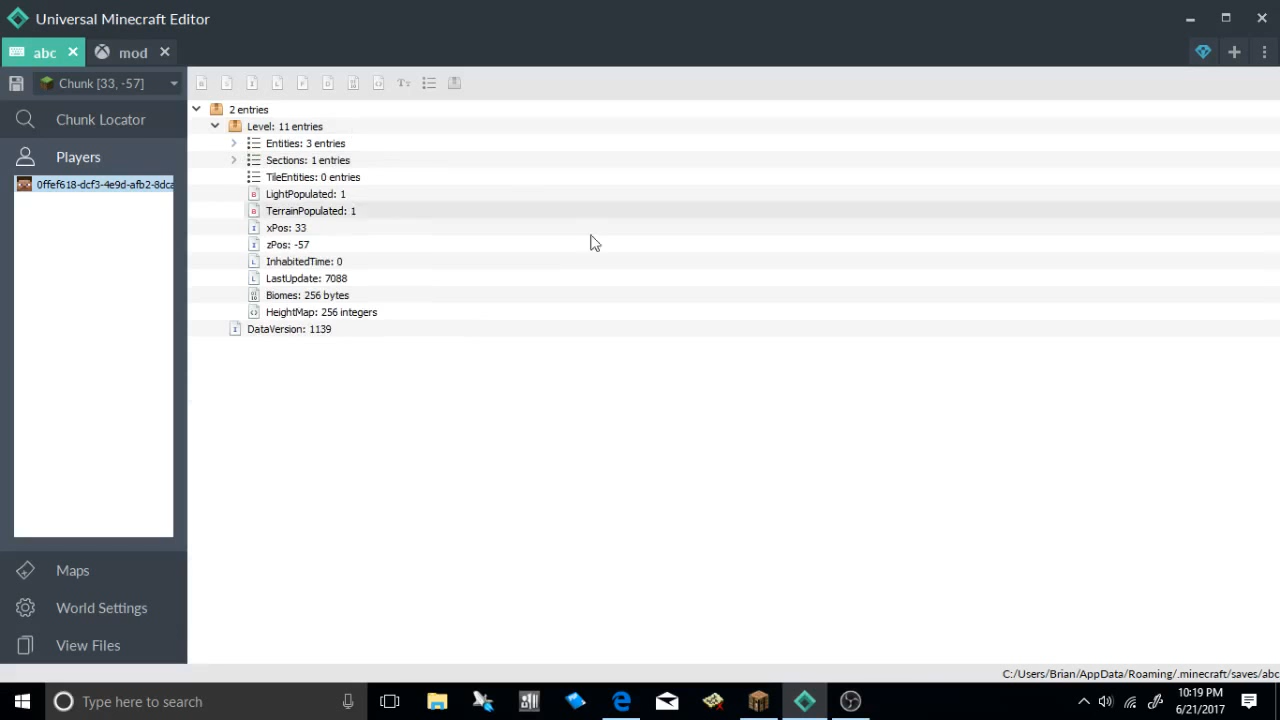 Universal Minecraft Editor
abc
mod
Chunk [33, -57]
Chunk Locator
Players
0ffef618-dcf3-4e9d-afb2-8dca
Maps
World Settings
View Files
2 entries
Level: 11 entries
Entities: 3 entries
Sections: 1 entries
TileEntities: 0 entries
LightPopulated: 1
TerrainPopulated: 1
xPos: 33
zPos: -57
InhabitedTime: 0
LastUpdate: 7088
Biomes: 256 bytes
HeightMap: 256 integers
DataVersion: 1139
C:/Users/Brian/AppData/Roaming/.minecraft/saves/abc
Type here to search
10:19 PM
6/21/2017